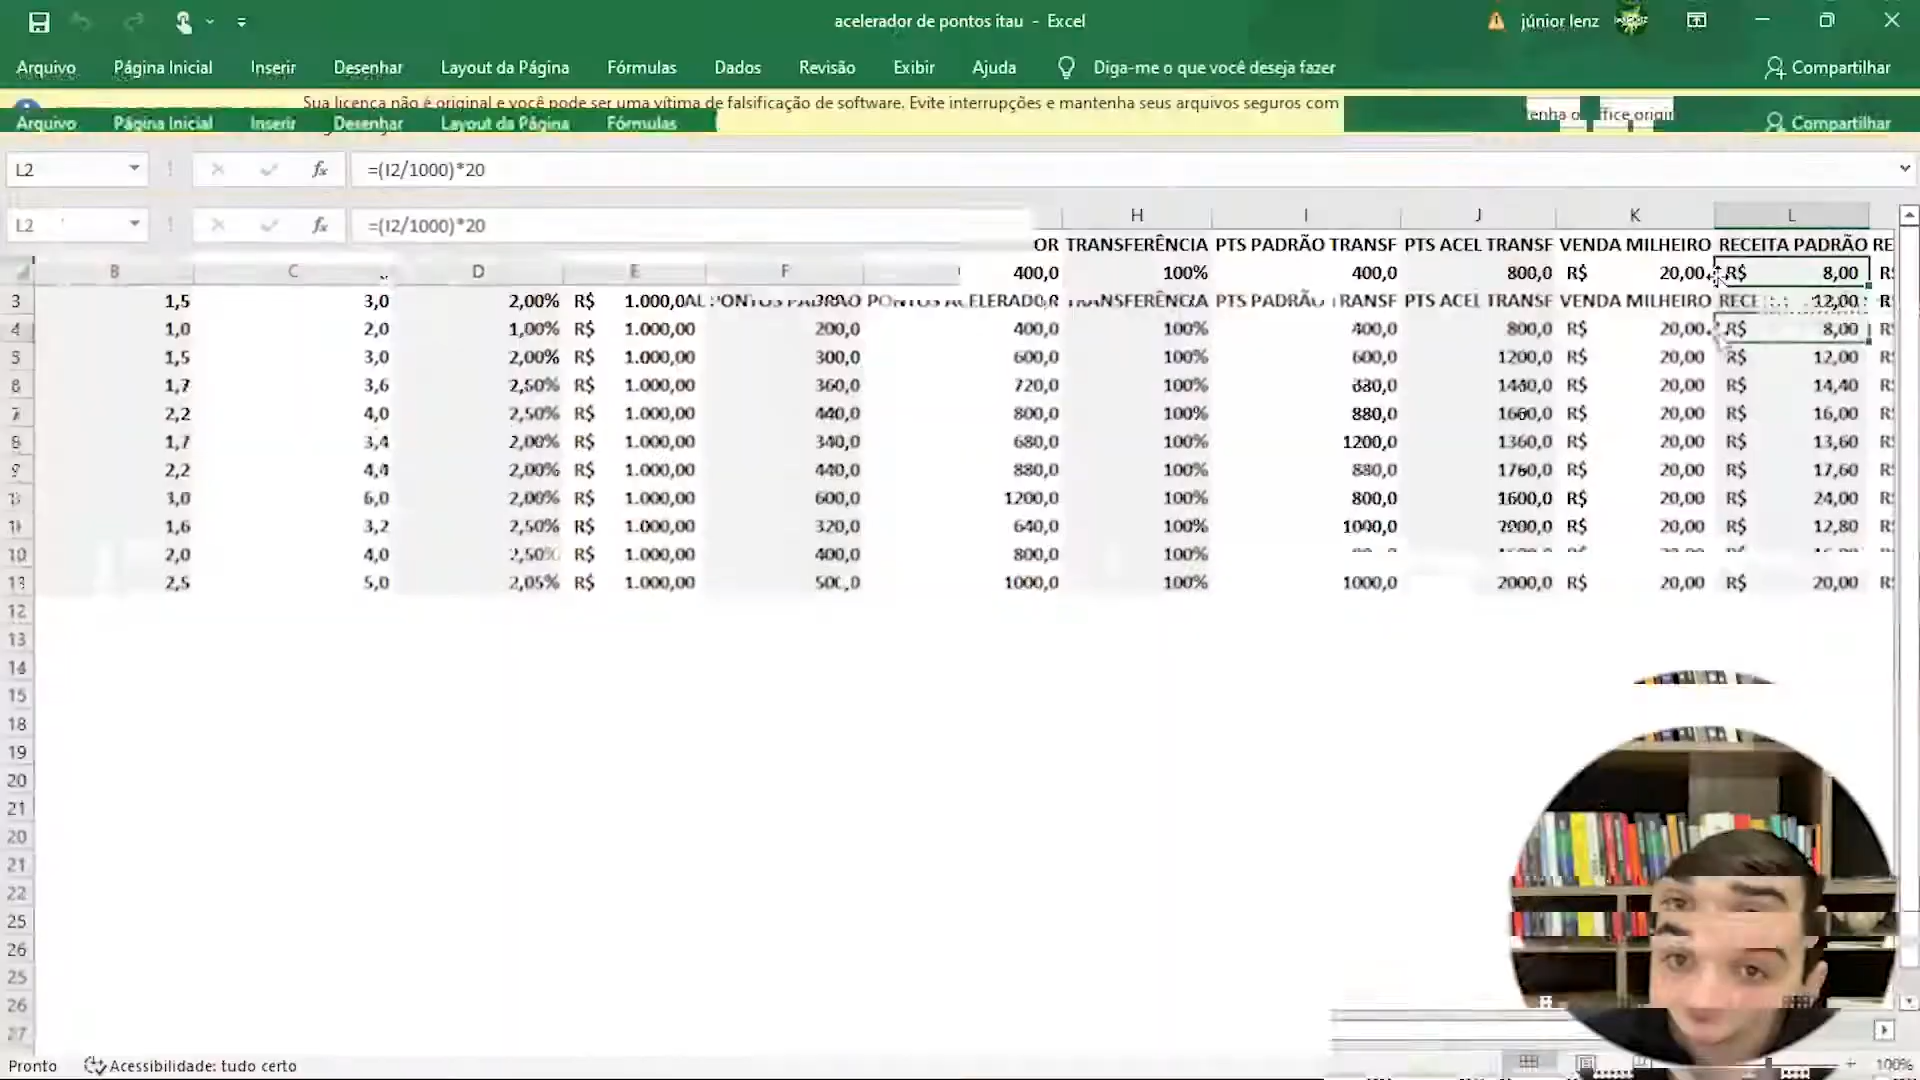 acelerador de pontos itau - Excel
júnior lenz
Arquivo Página Inicial Inserir Desenhar Layout da Página Fórmulas Dados Revisão Exibir Ajuda Diga-me o que você deseja fazer Compartilhar
Sua licença não é original e você pode ser uma vítima de falsificação de software. Evite interrupções e mantenha seus arquivos seguros com
Arquivo Página Inicial Inserir Desenhar Layout da Página Fórmulas Compartilhar
L2 fx =(I2/1000)*20
L2 fx =(I2/1000)*20
H I J K L
OR TRANSFERÊNCIA PTS PADRÃO TRANSF PTS ACEL TRANSF VENDA MILHEIRO RECEITA PADRÃO RE
B C D E F 400,0 100% 400,0 800,0 R$ 20,00 R$ 8,00
3 1,5 3,0 2,00% R$ 1.000,0 PONTOS PADRÃO PONTOS ACELERADOR TRANSFERÊNCIA PTS PADRÃO TRANSF PTS ACEL TRANSF VENDA MILHEIRO RECE 12,00
4 1,0 2,0 1,00% R$ 1.000,00 200,0 400,0 100% 400,0 800,0 R$ 20,00 R$ 8,00
5 1,5 3,0 2,00% R$ 1.000,00 300,0 600,0 100% 600,0 1200,0 R$ 20,00 R$ 12,00
1,7 3,6 2,50% R$ 1.000,00 360,0 720,0 100% R$ 20,00 R$ 14,40
2,2 4,0 2,50% R$ 1.000,00 440,0 800,0 100% 880,0 R$ 20,00 R$ 16,00
1,7 3,4 2,00% R$ 1.000,00 340,0 680,0 100% 1200,0 1360,0 R$ 20,00 R$ 13,60
2,2 4,4 2,00% R$ 1.000,00 440,0 880,0 100% 880,0 1760,0 R$ 20,00 R$ 17,60
3,0 6,0 2,00% R$ 1.000,00 600,0 1200,0 100% 800,0 1600,0 R$ 20,00 R$ 24,00
1,6 3,2 2,50% R$ 1.000,00 320,0 640,0 100% R$ 20,00 R$ 12,80
10 2,0 4,0 2,50% R$ 1.000,00 400,0 800,0 100%
13 2,5 5,0 2,05% R$ 1.000,00 500,0 1000,0 100% 1000,0 2000,0 R$ 20,00 R$ 20,00
12
13
14
15
18
19
20
21
20
21
22
25
26
25
26
27
Pronto Acessibilidade: tudo certo 100%